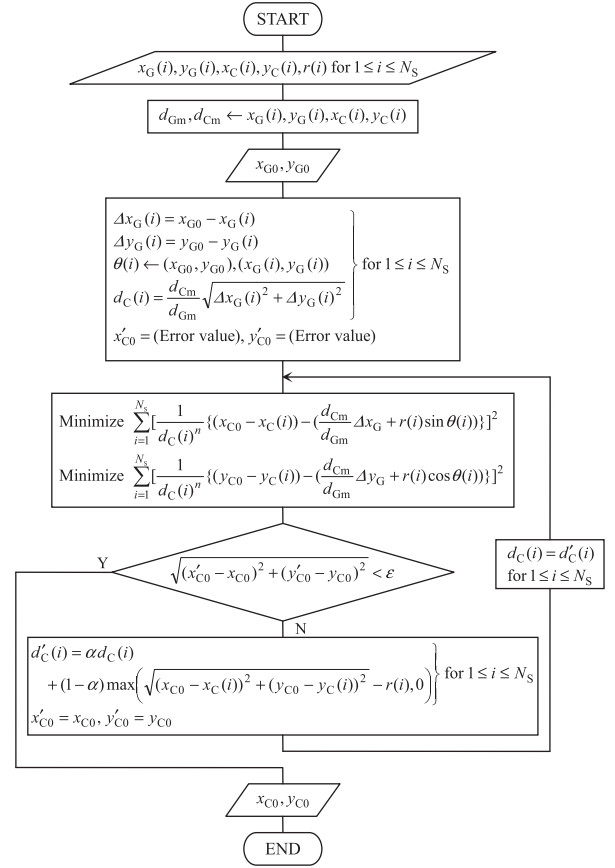 START
x_G(i), y_G(i), x_C(i), y_C(i), r(i) for 1 ≤ i ≤ N_S
d_Gm, d_Cm ← x_G(i), y_G(i), x_C(i), y_C(i)
x_G0, y_G0
Δx_G(i) = x_G0 − x_G(i)
Δy_G(i) = y_G0 − y_G(i)
θ(i) ← (x_G0, y_G0), (x_G(i), y_G(i))
d_C(i) = d_Cm/d_Gm √(Δx_G(i)² + Δy_G(i)²)
for 1 ≤ i ≤ N_S
x′_C0 = (Error value), y′_C0 = (Error value)
Minimize ∑_{i=1}^{N_S} [1/d_C(i)^n {(x_C0 − x_C(i)) − (d_Cm/d_Gm Δx_G + r(i) sin θ(i))}]²
Minimize ∑_{i=1}^{N_S} [1/d_C(i)^n {(y_C0 − y_C(i)) − (d_Cm/d_Gm Δy_G + r(i) cos θ(i))}]²
Y
√((x′_C0 − x_C0)² + (y′_C0 − y_C0)²) < ε
N
d_C(i) = d′_C(i)
for 1 ≤ i ≤ N_S
d′_C(i) = αd_C(i)
+ (1−α) max(√((x_C0 − x_C(i))² + (y_C0 − y_C(i))²) − r(i), 0)
for 1 ≤ i ≤ N_S
x′_C0 = x_C0, y′_C0 = y_C0
x_C0, y_C0
END